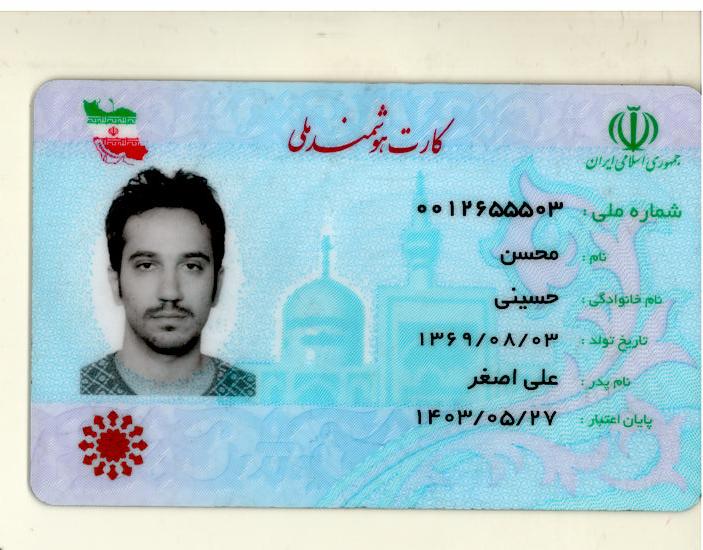 کارت هوشمند ملی
جمهوری اسلامی ایران
شماره ملی : ۰۰۱۲۶۵۵۵۰۳
نام : محسن
نام خانوادگی : حسینی
تاریخ تولد : ۱۳۶۹/۰۸/۰۳
نام پدر : علی اصغر
پایان اعتبار : ۱۴۰۳/۰۵/۲۷